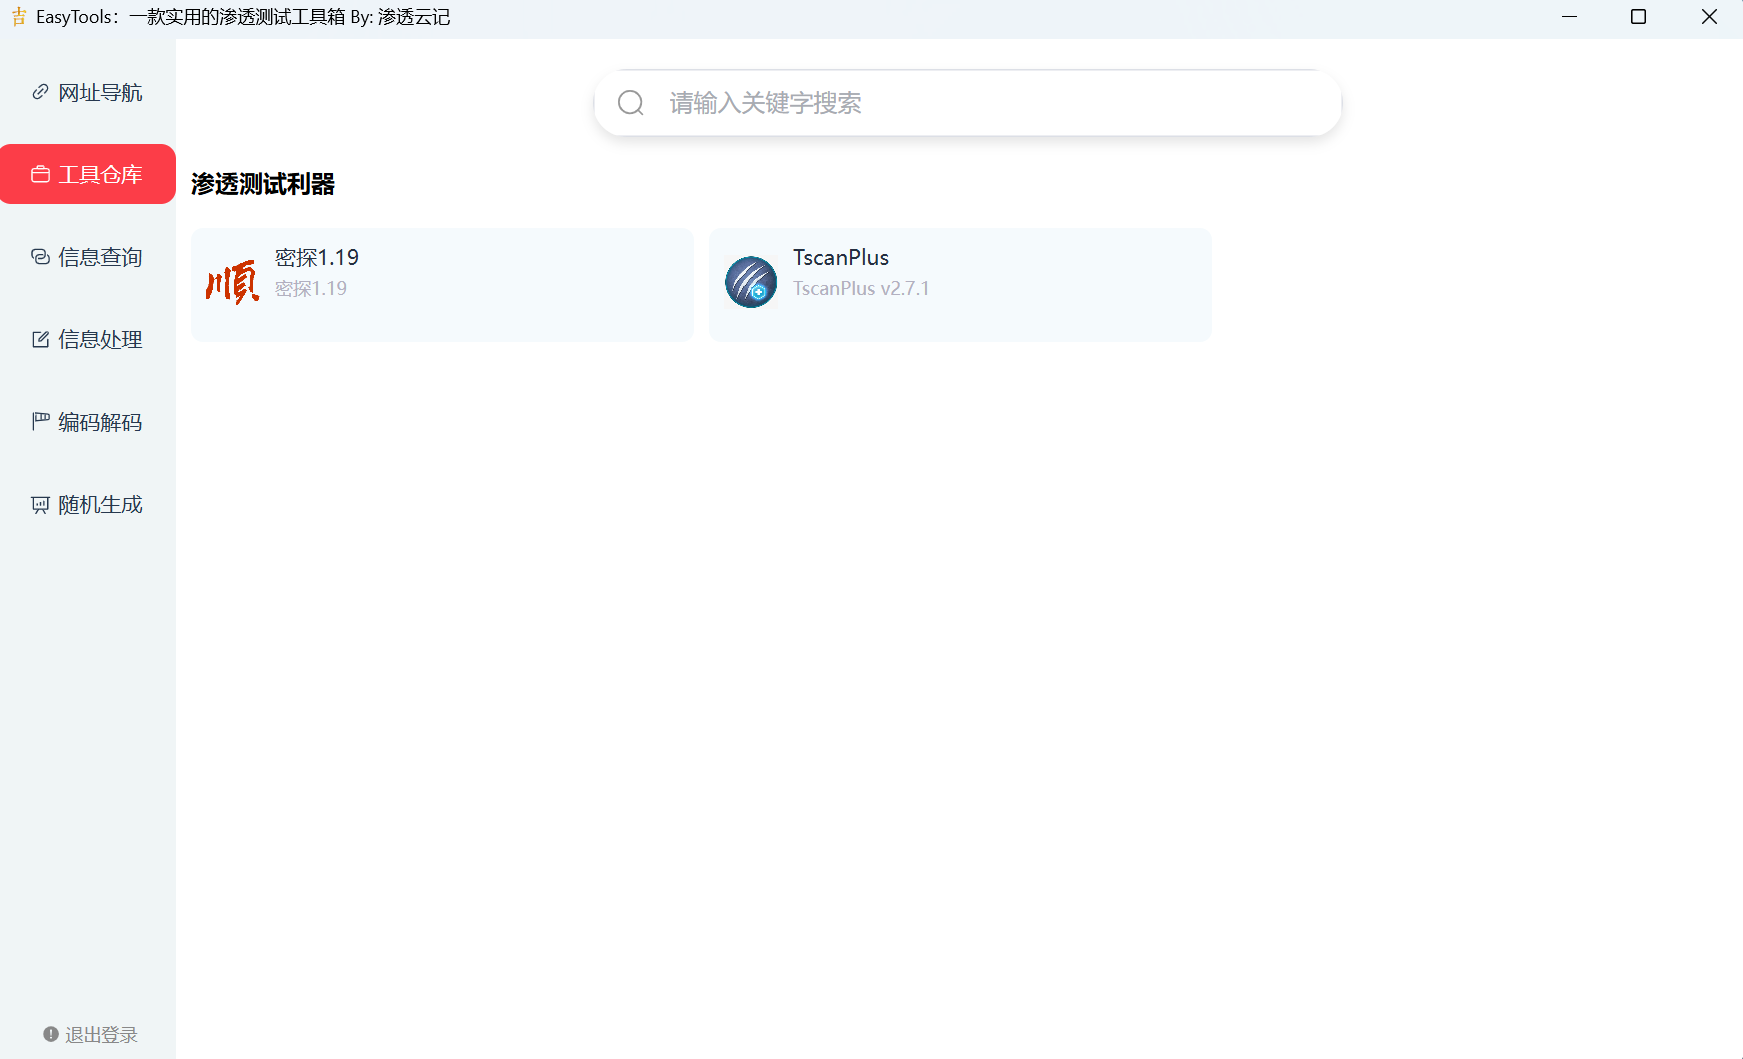 吉 EasyTools：一款实用的渗透测试工具箱 By: 渗透云记
网址导航
工具仓库
信息查询
信息处理
编码解码
随机生成
退出登录
请输入关键字搜索
渗透测试利器
順
密探1.19
密探1.19
TscanPlus
TscanPlus v2.7.1